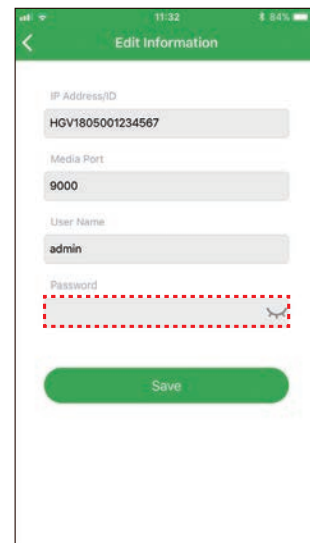 11:32
84%
Edit Information
IP Address/ID
HGV1805001234567
Media Port
9000
User Name
admin
Password
Save